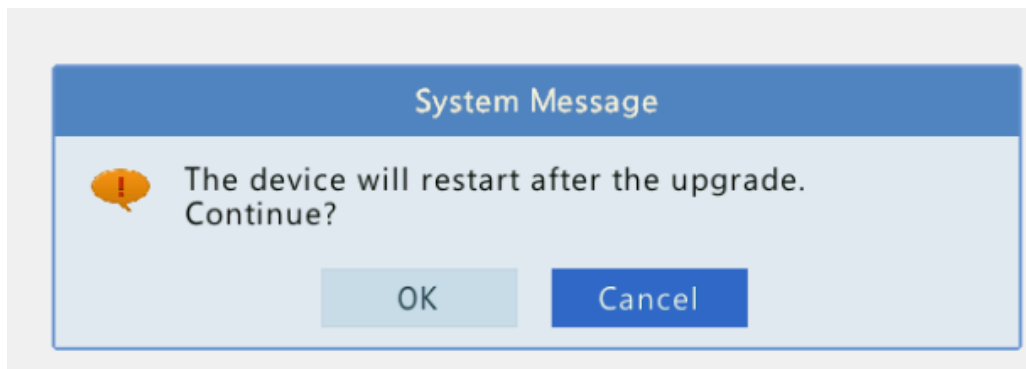 System Message
The device will restart after the upgrade.
Continue?
OK
Cancel